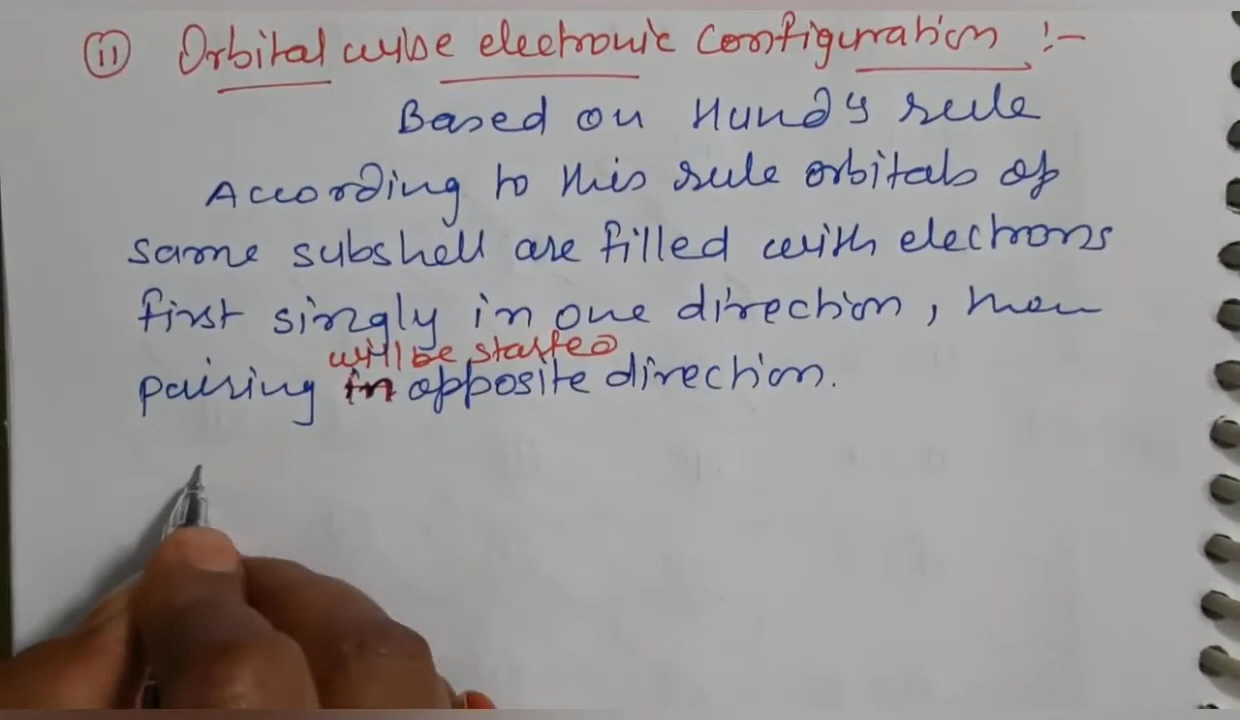 (ii) Orbital wise electronic configuration :-
Based on Hund's rule
According to this rule orbitals of
same subshell are filled with electrons
first singly in one direction, then
will be started
pairing in opposite direction.